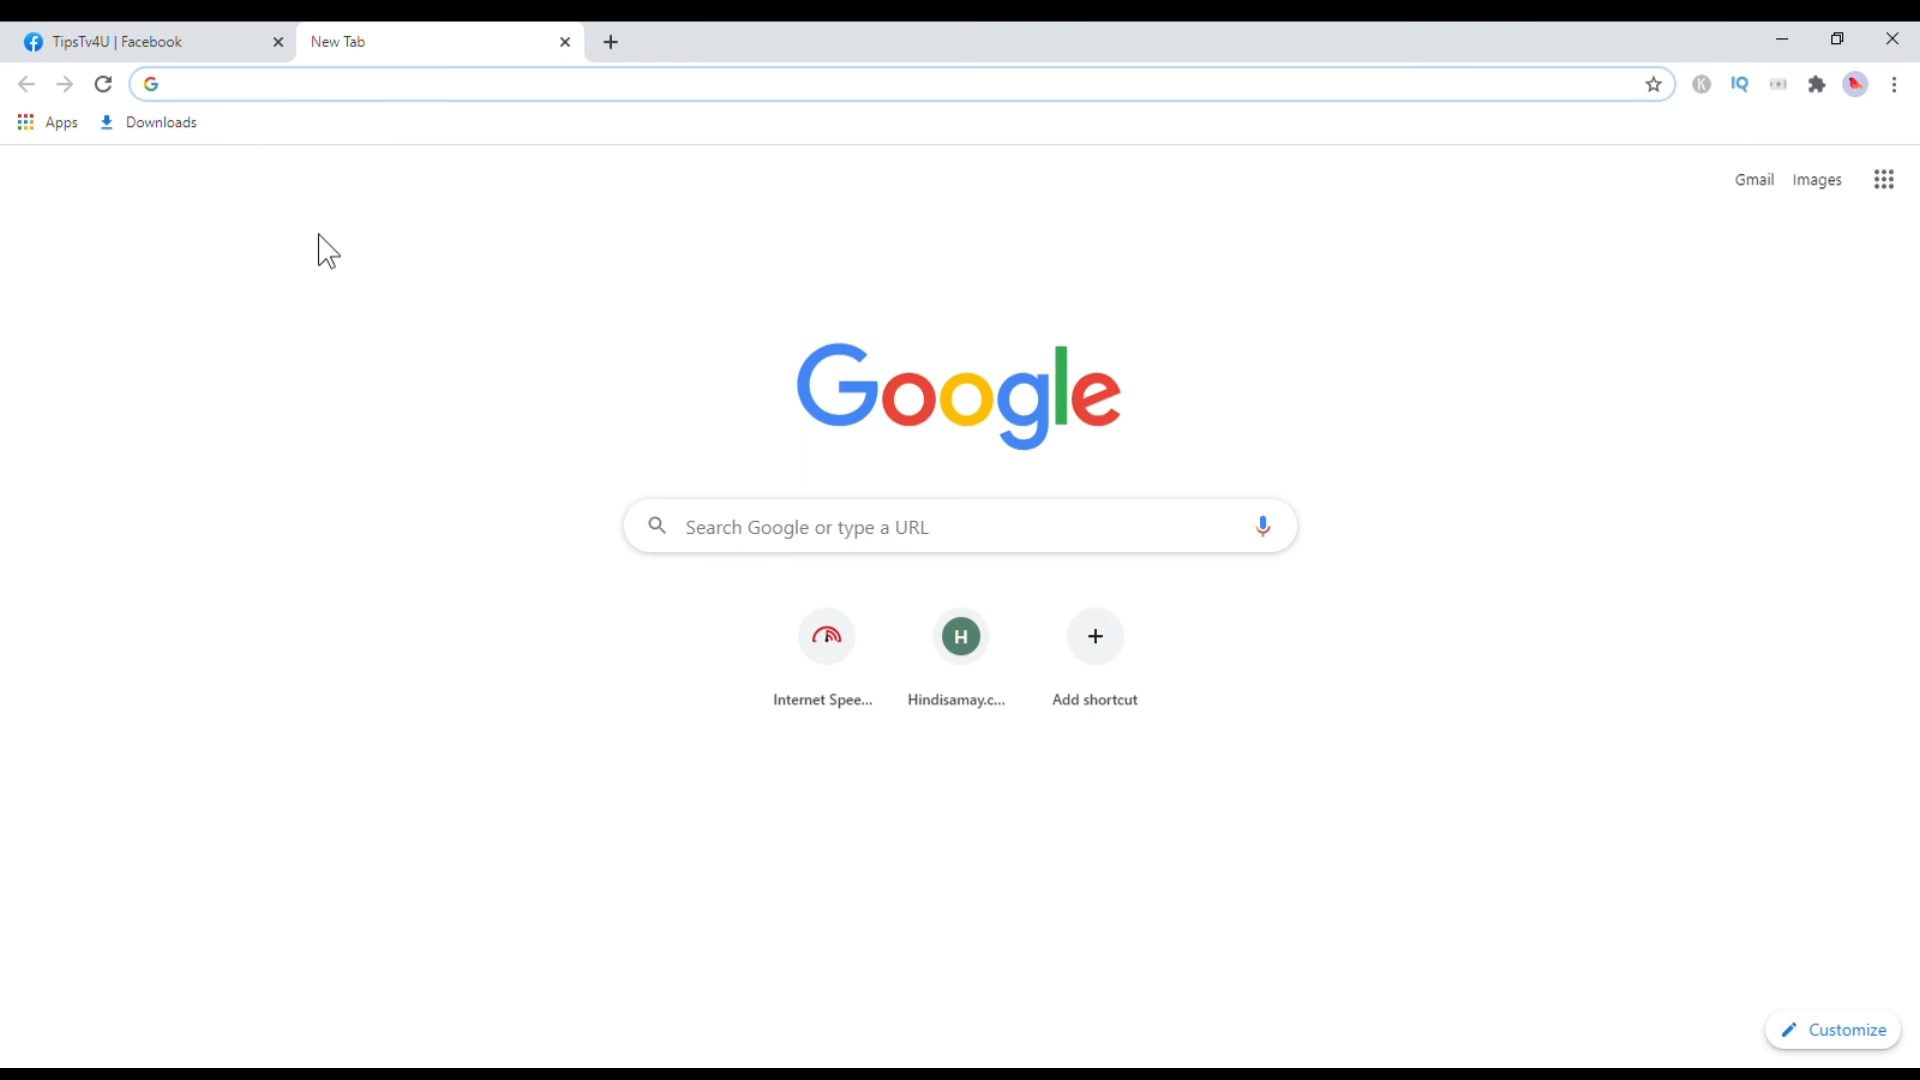 TipsTv4U | Facebook
New Tab
Apps
Downloads
Gmail
Images
Google
Search Google or type a URL
H
Internet Spee...
Hindisamay.c...
Add shortcut
Customize
K
IQ